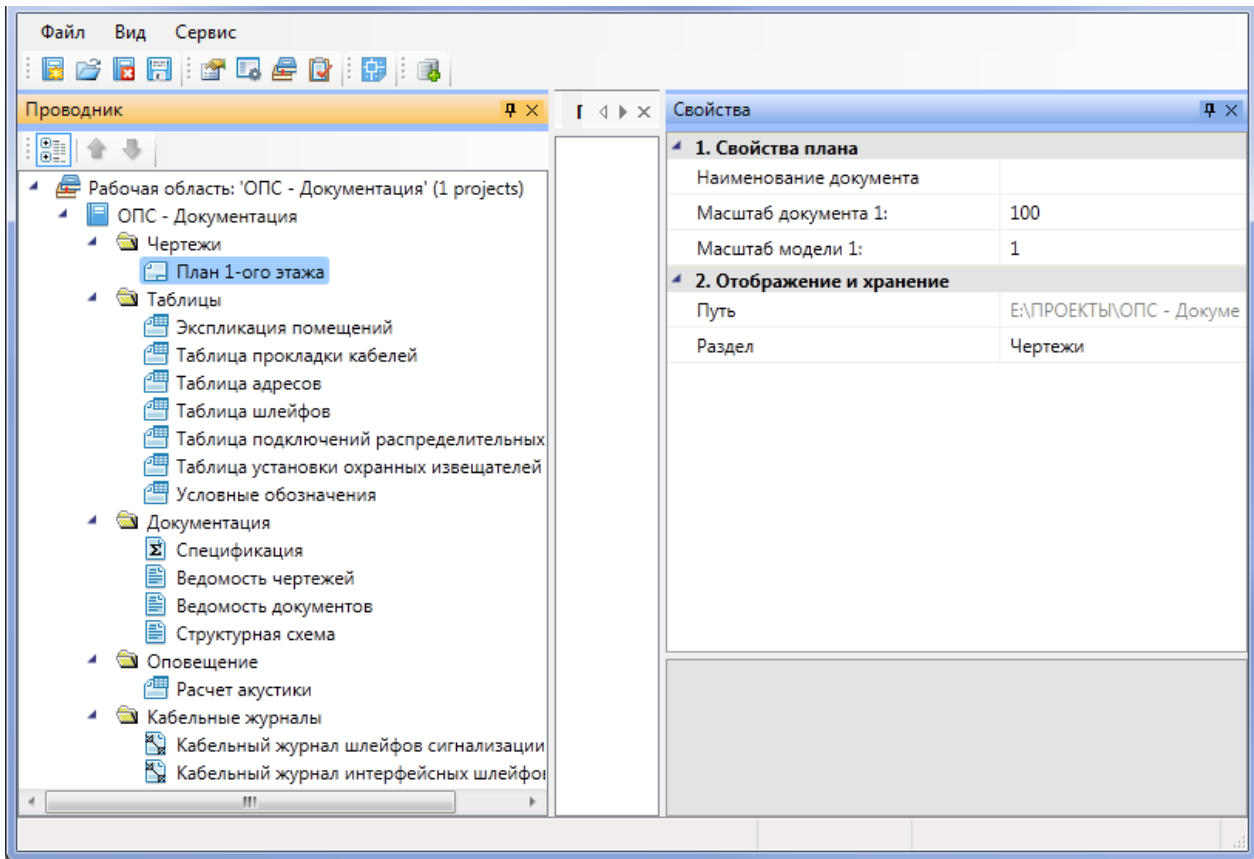 Файл Вид Сервис
Проводник
Г
Свойства
Рабочая область: 'ОПС - Документация' (1 projects)
ОПС - Документация
Чертежи
План 1-ого этажа
Таблицы
Экспликация помещений
Таблица прокладки кабелей
Таблица адресов
Таблица шлейфов
Таблица подключений распределительных
Таблица установки охранных извещателей
Условные обозначения
Документация
Спецификация
Ведомость чертежей
Ведомость документов
Структурная схема
Оповещение
Расчет акустики
Кабельные журналы
Кабельный журнал шлейфов сигнализации
Кабельный журнал интерфейсных шлейфов
1. Свойства плана
Наименование документа
Масштаб документа 1: 100
Масштаб модели 1: 1
2. Отображение и хранение
Путь E:\ПРОЕКТЫ\ОПС - Докуме
Раздел Чертежи